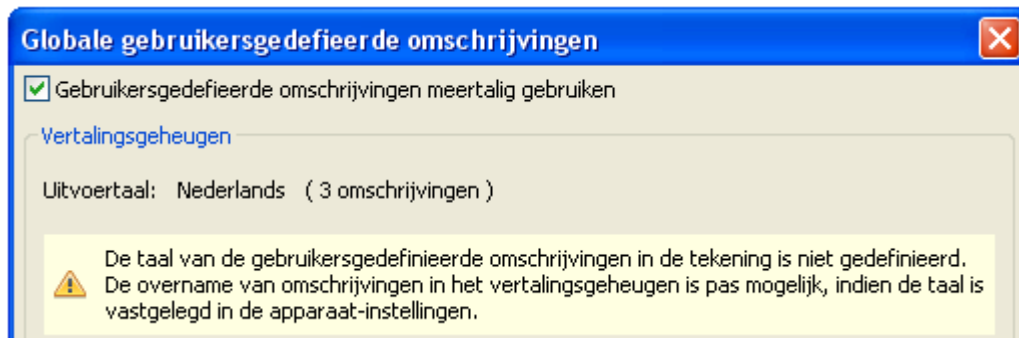 Globale gebruikersgedefieerde omschrijvingen
Gebruikersgedefieerde omschrijvingen meertalig gebruiken
Vertalingsgeheugen
Uitvoertaal: Nederlands ( 3 omschrijvingen )
De taal van de gebruikersgedefinieerde omschrijvingen in de tekening is niet gedefinieerd.
De overname van omschrijvingen in het vertalingsgeheugen is pas mogelijk, indien de taal is
vastgelegd in de apparaat-instellingen.